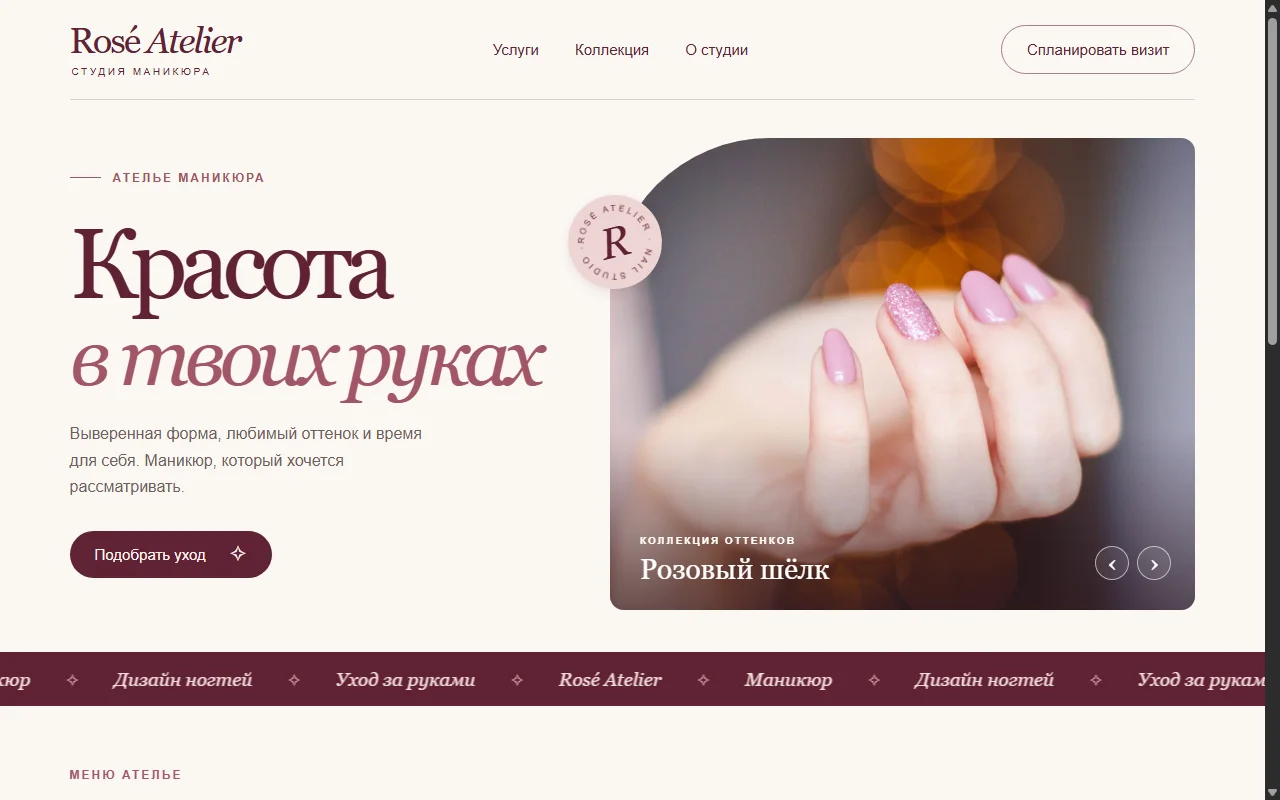 Rosé Atelier
СТУДИЯ МАНИКЮРА
Услуги
Коллекция
О студии
Спланировать визит
АТЕЛЬЕ МАНИКЮРА
Красота
в твоих руках
Выверенная форма, любимый оттенок и время
для себя. Маникюр, который хочется
рассматривать.
Подобрать уход
ROSÉ ATELIER · NAIL STUDIO ·
R
КОЛЛЕКЦИЯ ОТТЕНКОВ
Розовый шёлк
кюр ✧ Дизайн ногтей ✧ Уход за руками ✧ Rosé Atelier ✧ Маникюр ✧ Дизайн ногтей ✧ Уход за рукам
МЕНЮ АТЕЛЬЕ